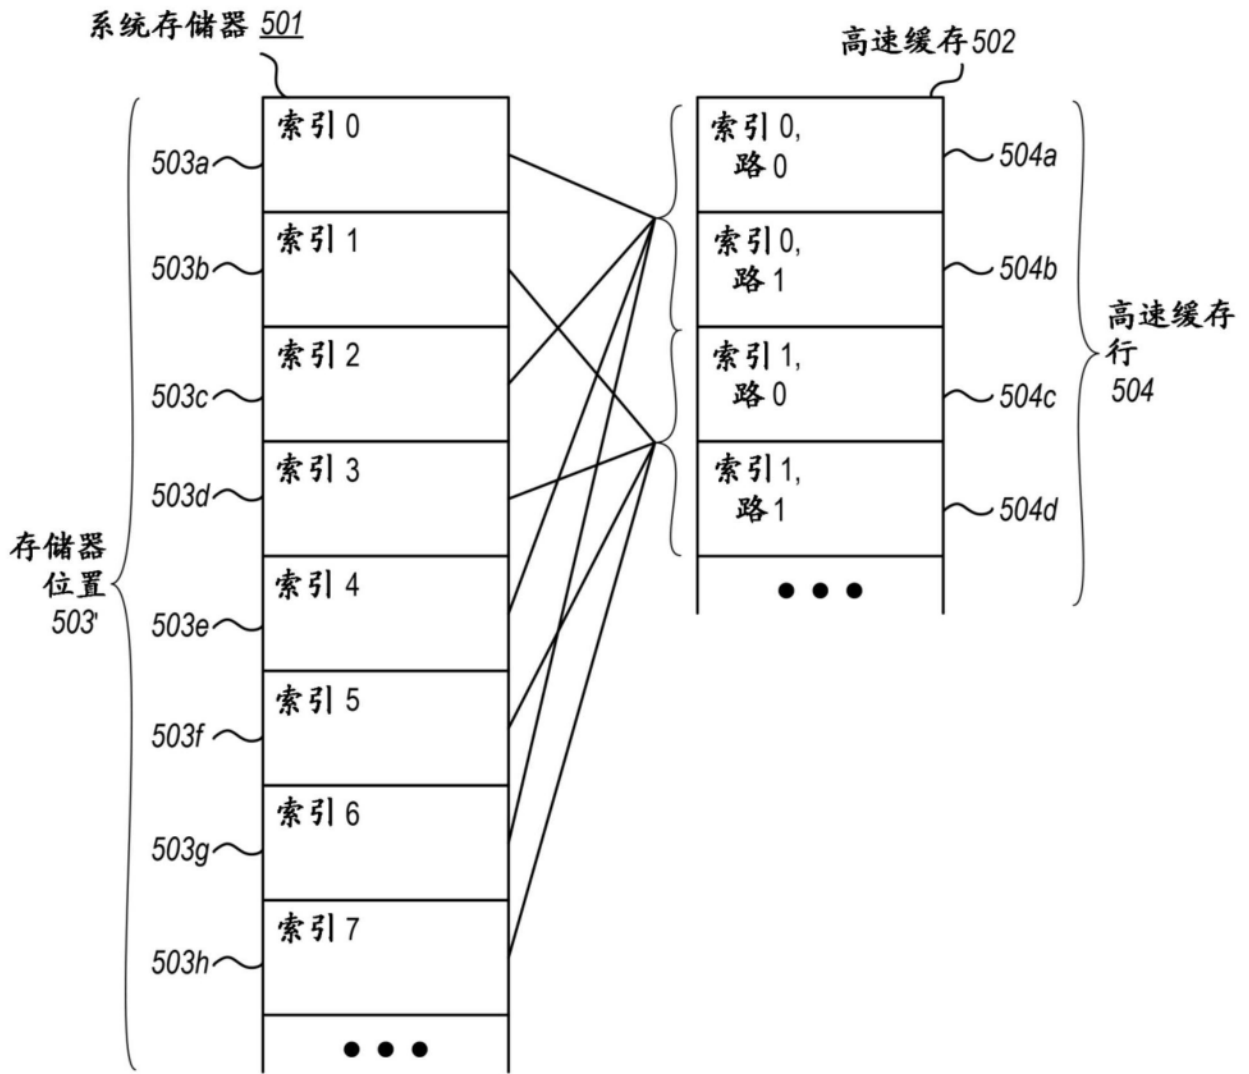 系统存储器 501
高速缓存502
索引 0
503a
索引 1
503b
索引 2
503c
索引 3
503d
索引 4
503e
索引 5
503f
索引 6
503g
索引 7
503h
存储器
位置
503'
索引 0,
路 0
504a
索引 0,
路 1
504b
索引 1,
路 0
504c
索引 1,
路 1
504d
高速缓存
行
504